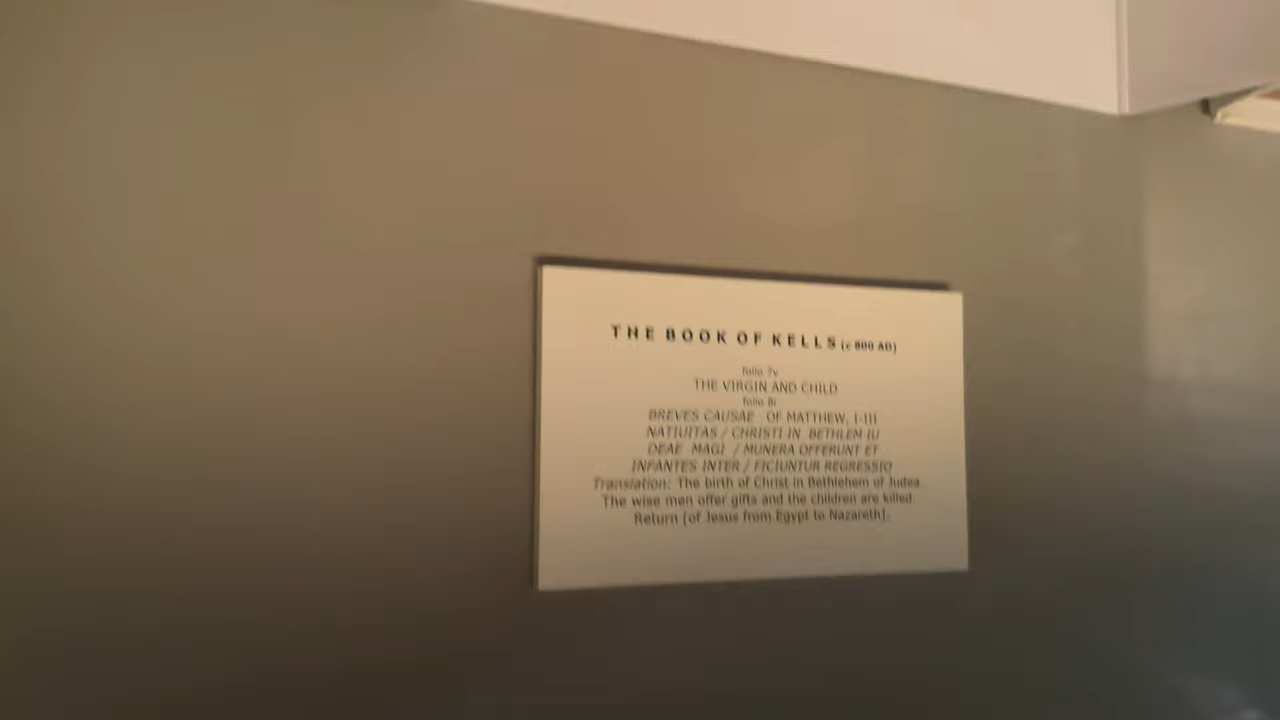 THE BOOK OF KELLS (c 800 AD)
folio 7v
THE VIRGIN AND CHILD
folio 8r
BREVES CAUSAE OF MATTHEW, I-III
NATIUITAS / CHRISTI IN BETHLEM IU
DEAE MAGI / MUNERA OFFERUNT ET
INFANTES INTER / FICIUNTUR REGRESSIO
Translation: The birth of Christ in Bethlehem of Judea.
The wise men offer gifts and the children are killed.
Return [of Jesus from Egypt to Nazareth].